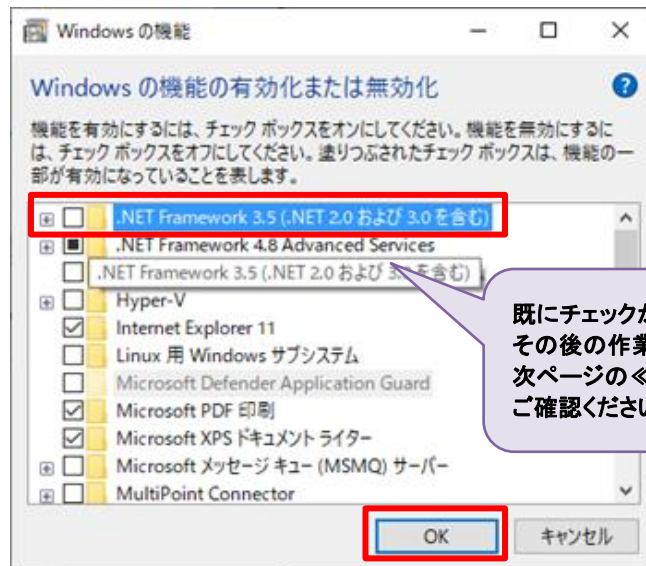 Windows の機能
Windows の機能の有効化または無効化
機能を有効にするには、チェック ボックスをオンにしてください。機能を無効にするに
は、チェック ボックスをオフにしてください。塗りつぶされたチェック ボックスは、機能の一
部が有効になっていることを表します。
.NET Framework 3.5 (.NET 2.0 および 3.0 を含む)
.NET Framework 4.8 Advanced Services
.NET Framework 3.5 (.NET 2.0 および 3.0 を含む)
Hyper-V
Internet Explorer 11
Linux 用 Windows サブシステム
Microsoft Defender Application Guard
Microsoft PDF 印刷
Microsoft XPS ドキュメント ライター
Microsoft メッセージ キュー (MSMQ) サーバー
MultiPoint Connector
既にチェックが
その後の作業
次ページの≪
ご確認ください
OK
キャンセル